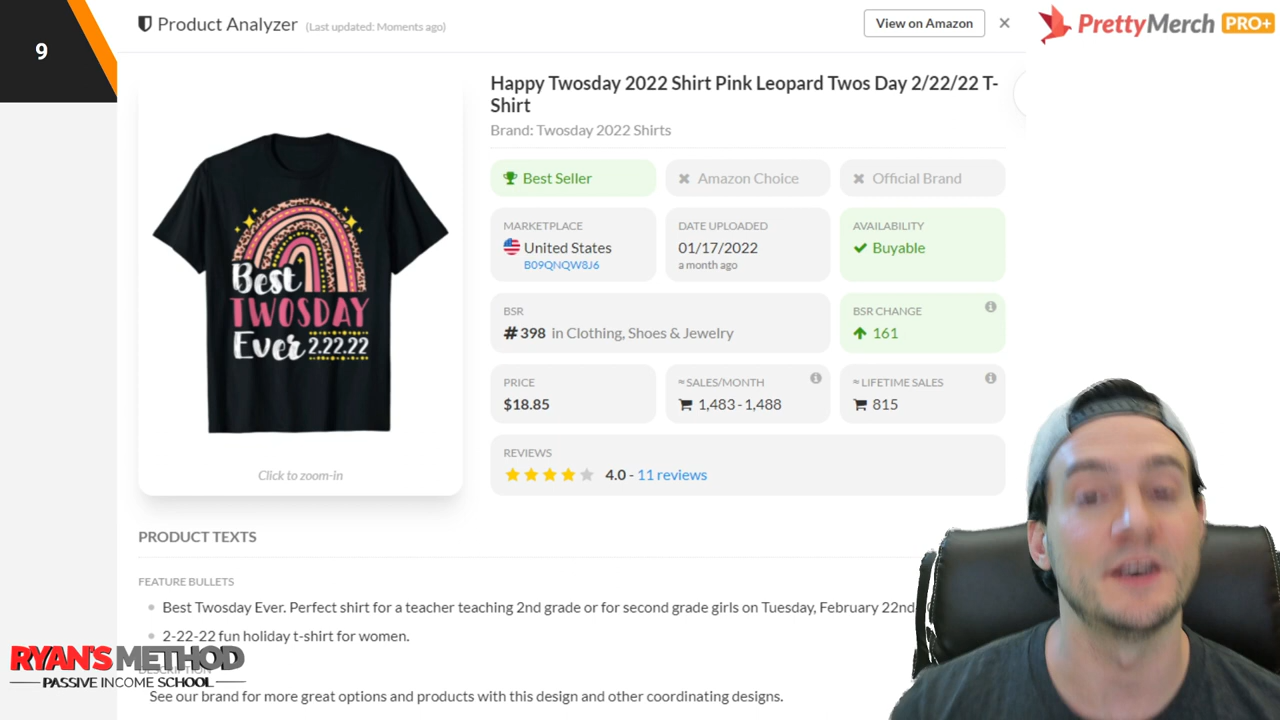 9
Product Analyzer (Last updated: Moments ago)
View on Amazon ×
PrettyMerch PRO+
Happy Twosday 2022 Shirt Pink Leopard Twos Day 2/22/22 T-
Shirt
Brand: Twosday 2022 Shirts
Best Seller
Amazon Choice
Official Brand
MARKETPLACE
United States
B09QNQW8J6
DATE UPLOADED
01/17/2022
a month ago
AVAILABILITY
Buyable
BSR
#398 in Clothing, Shoes & Jewelry
BSR CHANGE
161
PRICE
$18.85
≈ SALES/MONTH
1,483 - 1,488
≈ LIFETIME SALES
815
REVIEWS
4.0 - 11 reviews
Best
TWOSDAY
Ever 2.22.22
Click to zoom-in
PRODUCT TEXTS
FEATURE BULLETS
Best Twosday Ever. Perfect shirt for a teacher teaching 2nd grade or for second grade girls on Tuesday, February 22nd
2-22-22 fun holiday t-shirt for women.
DESCRIPTION
RYAN'S METHOD
PASSIVE INCOME SCHOOL
See our brand for more great options and products with this design and other coordinating designs.